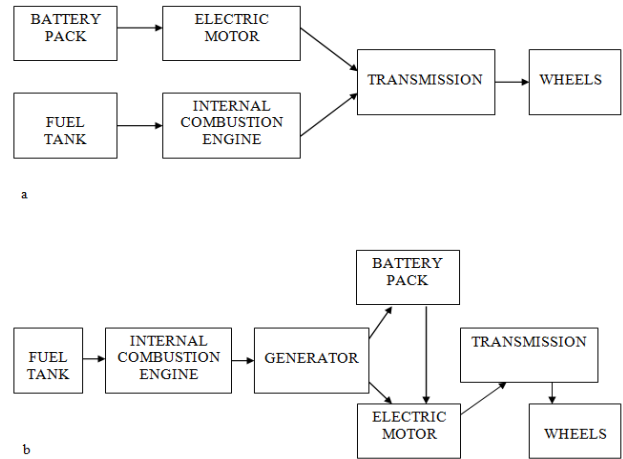 BATTERY
PACK
ELECTRIC
MOTOR
TRANSMISSION
WHEELS
FUEL
TANK
INTERNAL
COMBUSTION
ENGINE
a
BATTERY
PACK
FUEL
TANK
INTERNAL
COMBUSTION
ENGINE
GENERATOR
TRANSMISSION
ELECTRIC
MOTOR
WHEELS
b